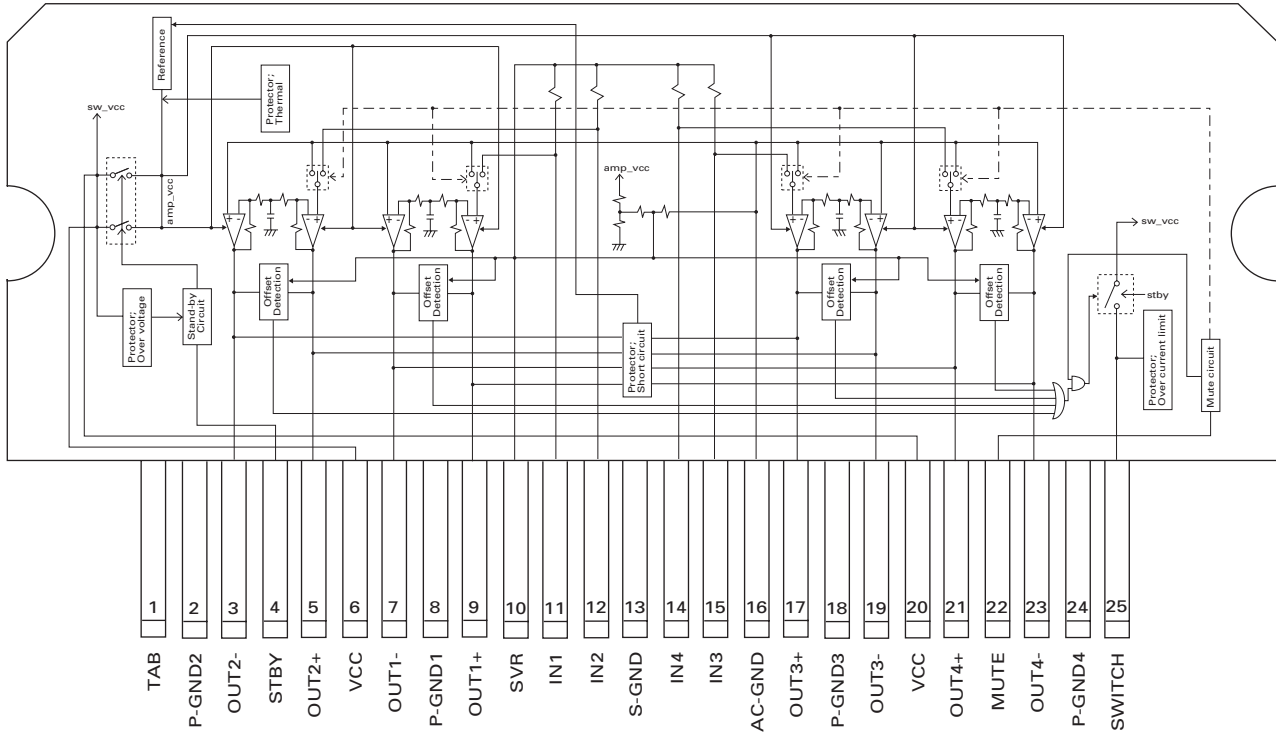 Reference
Protector;
Thermal
sw_vcc
amp_vcc
amp_vcc
sw_vcc
Offset
Detection
Offset
Detection
Offset
Detection
Offset
Detection
stby
Protector;
Over voltage
Stand-by
Circuit
Protector;
Short circuit
Protector;
Over current limit
Mute circuit
1
2
3
4
5
6
7
8
9
10
11
12
13
14
15
16
17
18
19
20
21
22
23
24
25
TAB
P-GND2
OUT2-
STBY
OUT2+
VCC
OUT1-
P-GND1
OUT1+
SVR
IN1
IN2
S-GND
IN4
IN3
AC-GND
OUT3+
P-GND3
OUT3-
VCC
OUT4+
MUTE
OUT4-
P-GND4
SWITCH